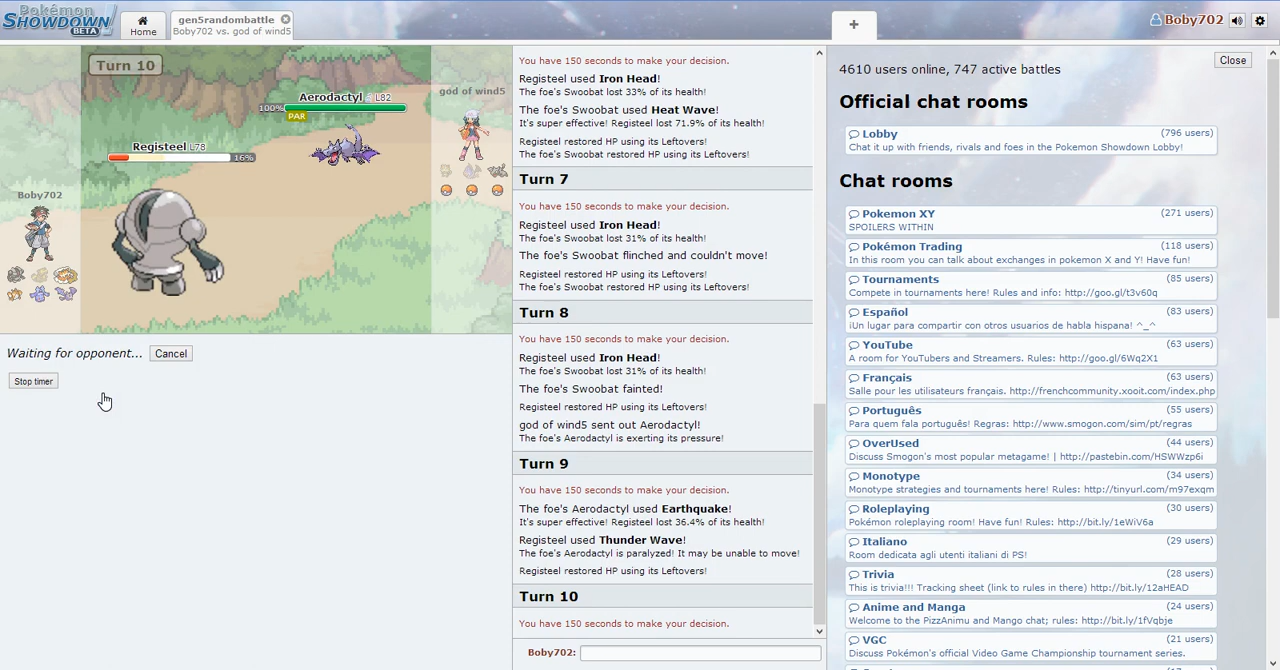 Pokémon
SHOWDOWN!
BETA
Home
gen5randombattle
Boby702 vs. god of wind5
+
Boby702
Turn 10
Aerodactyl L82
100%
PAR
Registeel L78
16%
god of wind5
Boby702
Waiting for opponent... Cancel
Stop timer
You have 150 seconds to make your decision.
Registeel used Iron Head!
The foe's Swoobat lost 33% of its health!
The foe's Swoobat used Heat Wave!
It's super effective! Registeel lost 71.9% of its health!
Registeel restored HP using its Leftovers!
The foe's Swoobat restored HP using its Leftovers!
Turn 7
You have 150 seconds to make your decision.
Registeel used Iron Head!
The foe's Swoobat lost 31% of its health!
The foe's Swoobat flinched and couldn't move!
Registeel restored HP using its Leftovers!
The foe's Swoobat restored HP using its Leftovers!
Turn 8
You have 150 seconds to make your decision.
Registeel used Iron Head!
The foe's Swoobat lost 31% of its health!
The foe's Swoobat fainted!
Registeel restored HP using its Leftovers!
god of wind5 sent out Aerodactyl!
The foe's Aerodactyl is exerting its pressure!
Turn 9
You have 150 seconds to make your decision.
The foe's Aerodactyl used Earthquake!
It's super effective! Registeel lost 36.4% of its health!
Registeel used Thunder Wave!
The foe's Aerodactyl is paralyzed! It may be unable to move!
Registeel restored HP using its Leftovers!
Turn 10
You have 150 seconds to make your decision.
Boby702:
Close
4610 users online, 747 active battles
Official chat rooms
Lobby (796 users)
Chat it up with friends, rivals and foes in the Pokemon Showdown Lobby!
Chat rooms
Pokemon XY (271 users)
SPOILERS WITHIN
Pokémon Trading (118 users)
In this room you can talk about exchanges in pokemon X and Y! Have fun!
Tournaments (85 users)
Compete in tournaments here! Rules and info: http://goo.gl/t3v60q
Español (83 users)
¡Un lugar para compartir con otros usuarios de habla hispana! ^_^
YouTube (63 users)
A room for YouTubers and Streamers. Rules: http://goo.gl/6Wq2X1
Français (63 users)
Salle pour les utilisateurs français. http://frenchcommunity.xooit.com/index.php
Português (55 users)
Para quem fala português! Regras: http://www.smogon.com/sim/pt/regras
OverUsed (44 users)
Discuss Smogon's most popular metagame! | http://pastebin.com/HSWWzp6i
Monotype (34 users)
Monotype strategies and tournaments here! Rules: http://tinyurl.com/m97exqm
Roleplaying (30 users)
Pokémon roleplaying room! Have fun! Rules: http://bit.ly/1eWiV6a
Italiano (29 users)
Room dedicata agli utenti italiani di PS!
Trivia (28 users)
This is trivia!!! Tracking sheet (link to rules in there) http://bit.ly/12aHEAD
Anime and Manga (24 users)
Welcome to the PizzAnimu and Mango chat; rules: http://bit.ly/1fVqbje
VGC (21 users)
Discuss Pokémon's official Video Game Championship tournament series.